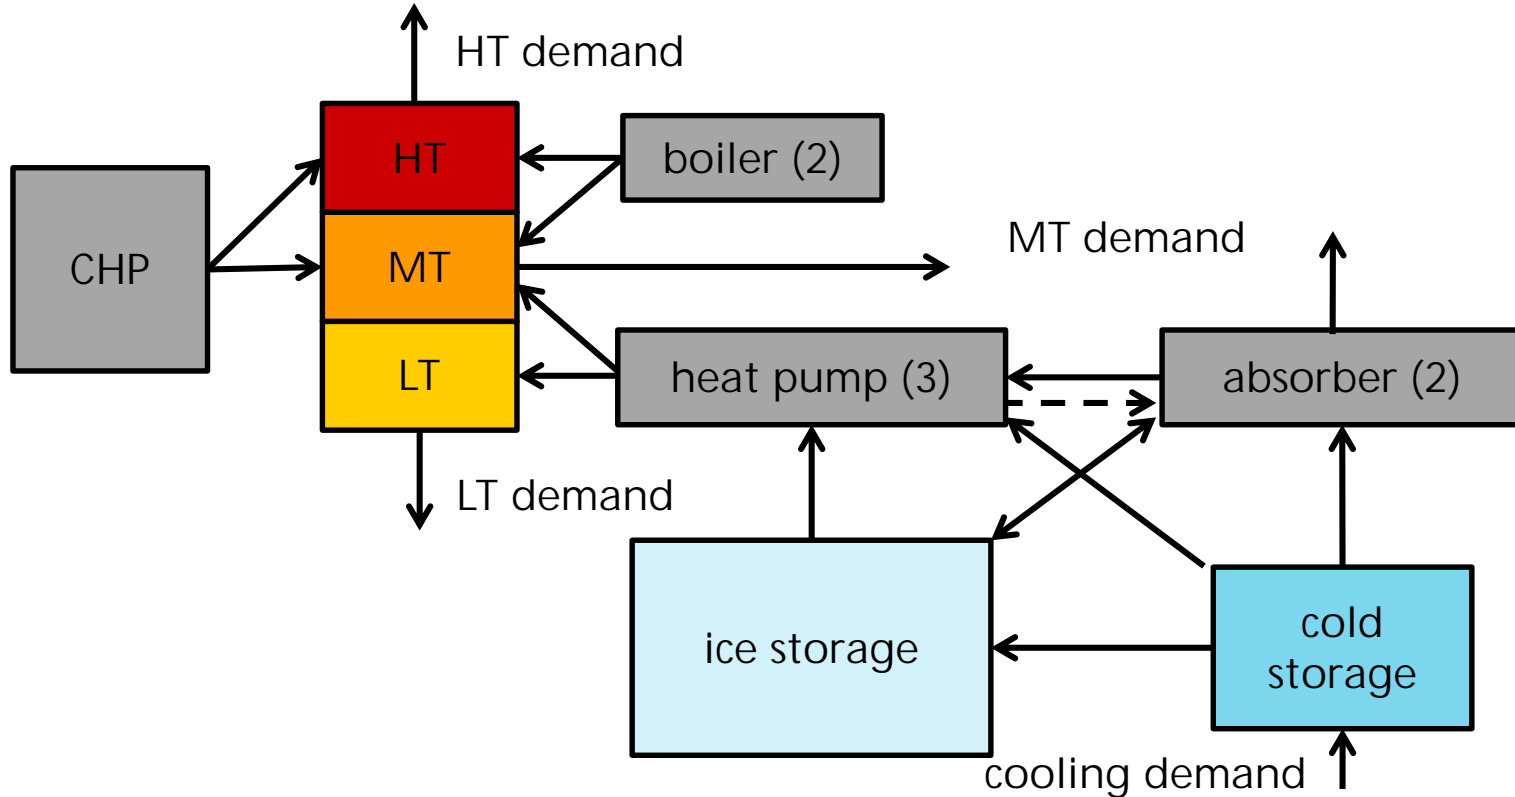 HT demand
HT
boiler (2)
CHP
MT
MT demand
LT
heat pump (3)
absorber (2)
LT demand
ice storage
cold
storage
cooling demand